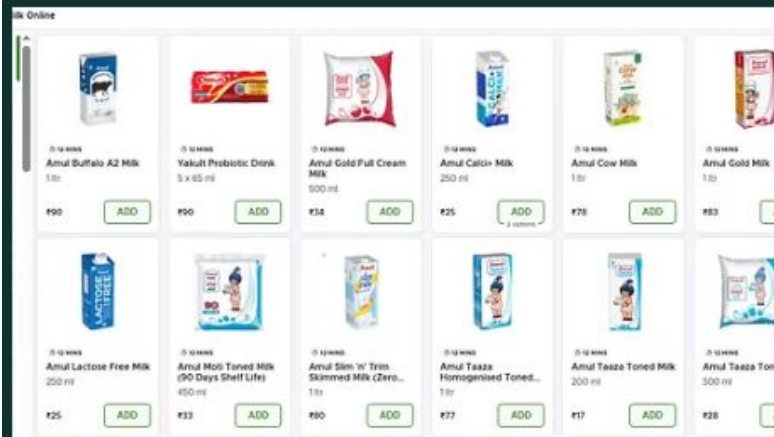 ilk Online
12 MINS
Amul Buffalo A2 Milk
1 ltr
₹90
ADD
12 MINS
Yakult Probiotic Drink
5 x 65 ml
₹90
ADD
12 MINS
Amul Gold Full Cream
Milk
500 ml
₹34
ADD
12 MINS
Amul Calci+ Milk
250 ml
₹25
ADD
2 options
12 MINS
Amul Cow Milk
1 ltr
₹78
ADD
12 MINS
Amul Gold Milk
1 ltr
₹83
LACTOSE
FREE
12 MINS
Amul Lactose Free Milk
250 ml
₹25
ADD
90
12 MINS
Amul Moti Toned Milk
(90 Days Shelf Life)
450 ml
₹33
ADD
12 MINS
Amul Slim 'n' Trim
Skimmed Milk (Zero...
1 ltr
₹80
ADD
12 MINS
Amul Taaza
Homogenised Toned...
1 ltr
₹77
ADD
12 MINS
Amul Taaza Toned Milk
200 ml
₹17
ADD
12 MINS
Amul Taaza Ton
500 ml
₹28